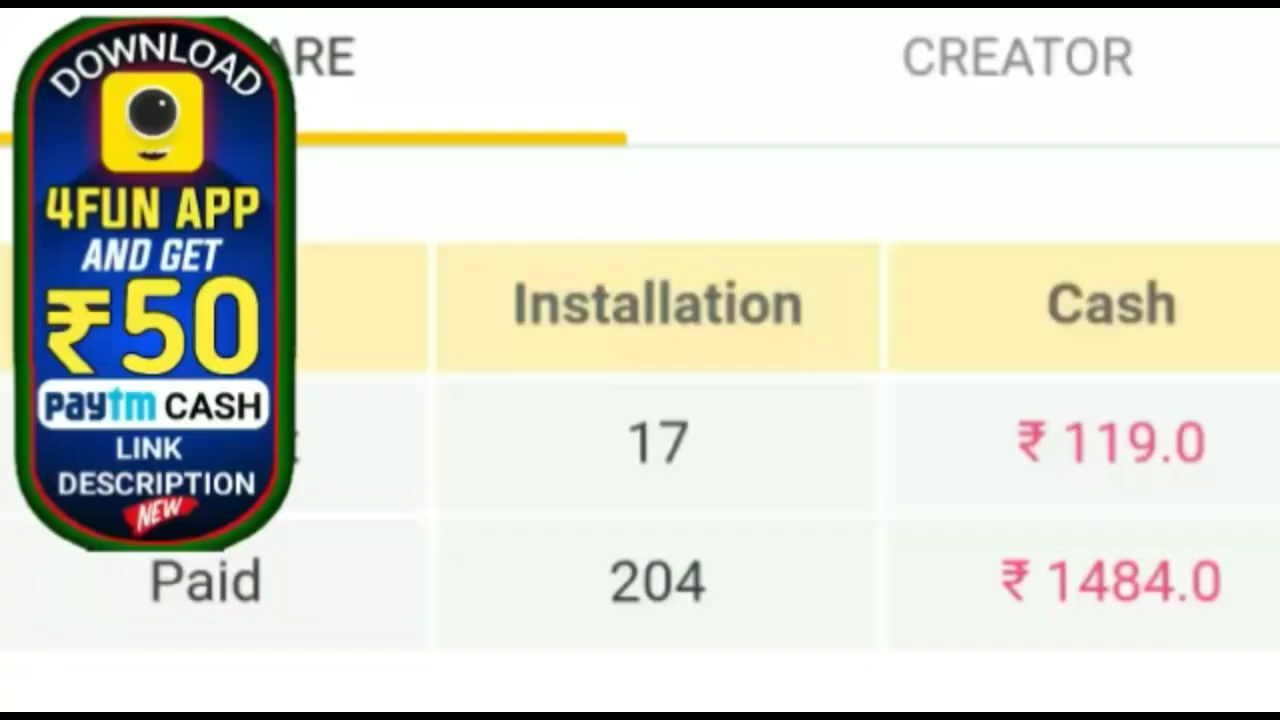 DOWNLOAD
4FUN APP
AND GET
₹50
paytm CASH
LINK
DESCRIPTION
NEW
CREATOR
Installation
Cash
17
₹ 119.0
Paid
204
₹ 1484.0